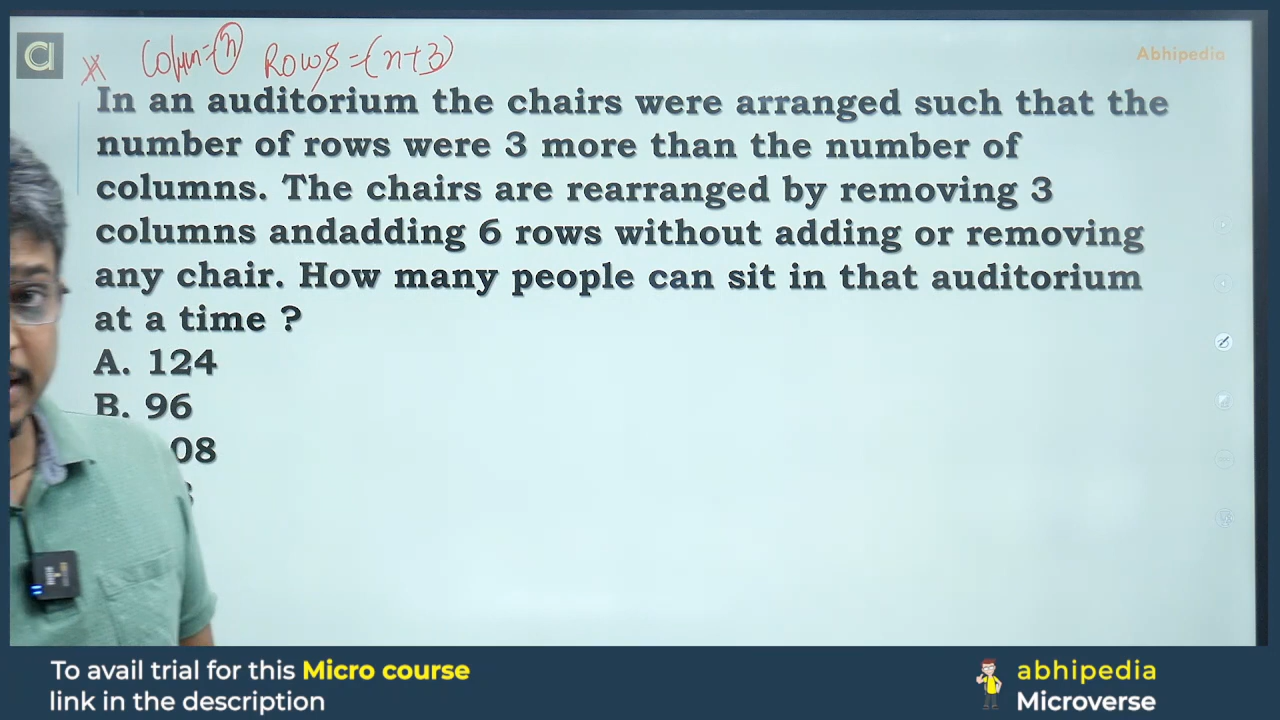 Column = n Rows = (n+3)
Abhipedia
In an auditorium the chairs were arranged such that the
number of rows were 3 more than the number of
columns. The chairs are rearranged by removing 3
columns andadding 6 rows without adding or removing
any chair. How many people can sit in that auditorium
at a time ?
A. 124
B. 96
08
To avail trial for this Micro course
link in the description
abhipedia
Microverse